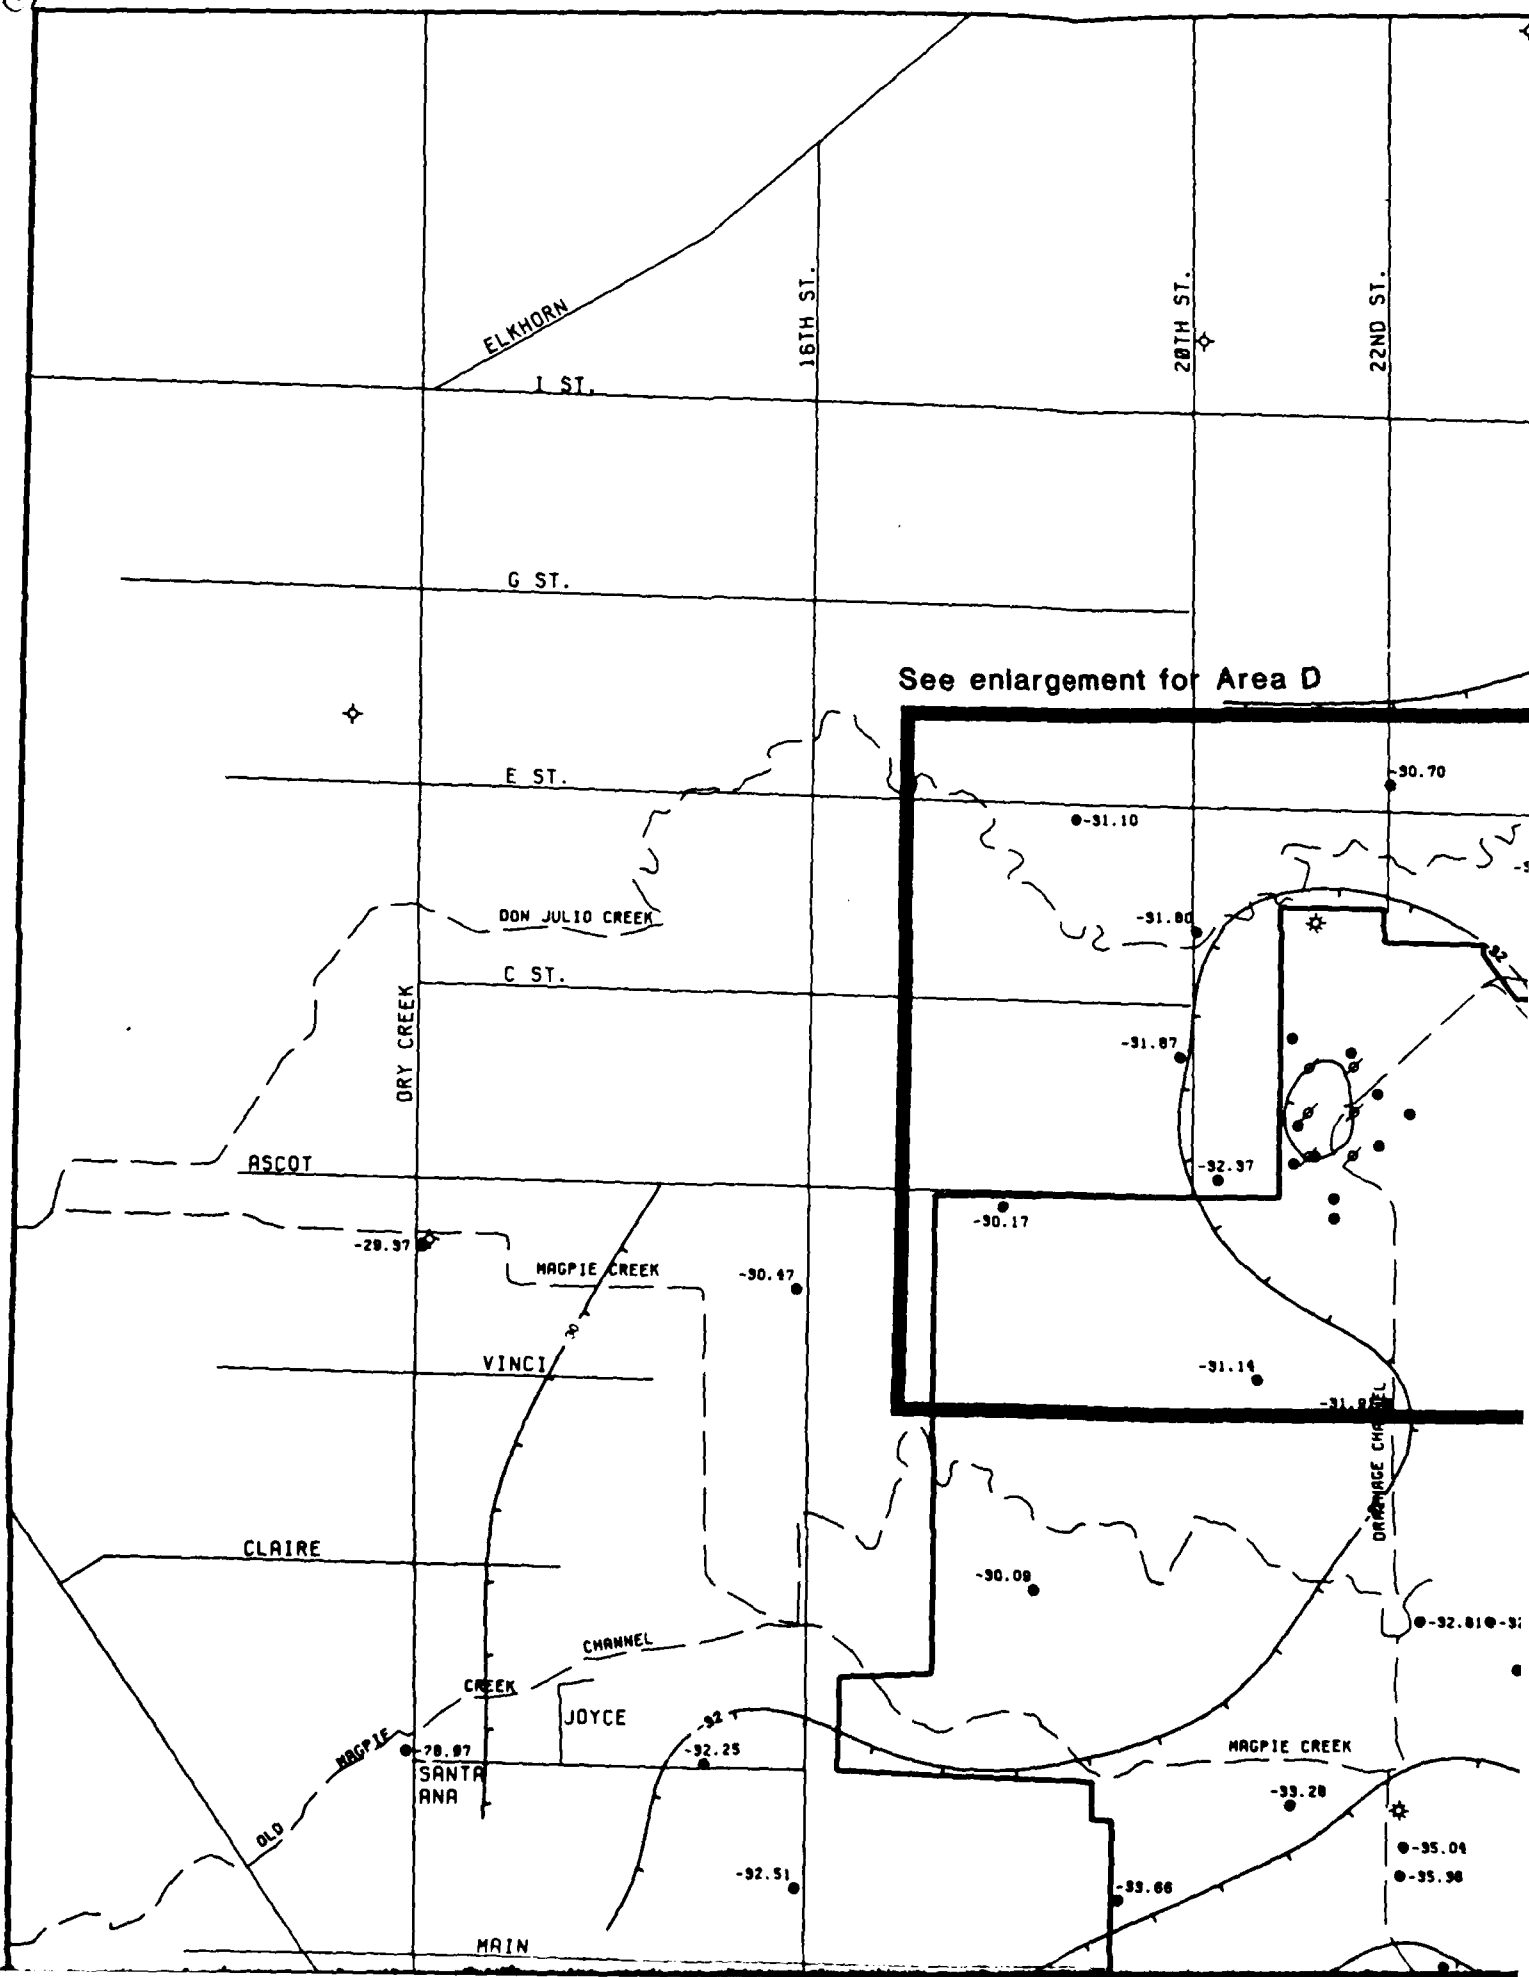 ELKHORN
I ST.
16TH ST.
20TH ST.
22ND ST.
G ST.
See enlargement for Area D
E ST.
-30.70
-31.10
DON JULIO CREEK
-31.80
C ST.
32
DRY CREEK
-31.87
ASCOT
-32.37
-30.17
-29.97
MAGPIE CREEK
-30.47
30
VINCI
-31.14
DRAINAGE CHANNEL
CLAIRE
-30.09
-32.81
CHANNEL
CREEK
JOYCE
-32
MAGPIE
-32.25
MAGPIE CREEK
SANTA
ANA
-33.28
OLD
-35.04
-32.51
-35.98
-33.66
MAIN